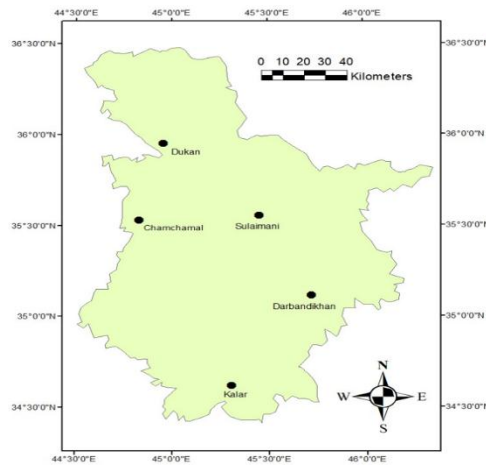 44°30'0"E 45°0'0"E 45°30'0"E 46°0'0"E
36°30'0"N 36°30'0"N
0 10 20 30 40
Kilometers
36°0'0"N 36°0'0"N
Dukan
35°30'0"N 35°30'0"N
Chamchamal Sulaimani
35°0'0"N 35°0'0"N
Darbandikhan
34°30'0"N 34°30'0"N
Kalar
N
W E
S
44°30'0"E 45°0'0"E 45°30'0"E 46°0'0"E